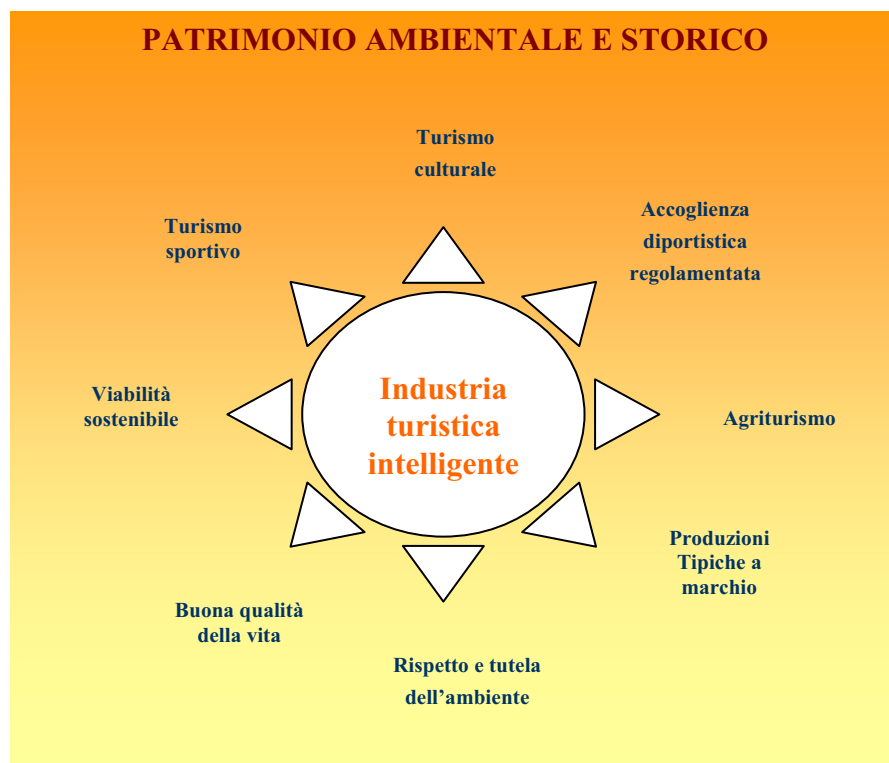 PATRIMONIO AMBIENTALE E STORICO
Turismo
culturale
Accoglienza
diportistica
regolamentata
Turismo
sportivo
Industria
turistica
intelligente
Viabilità
sostenibile
Agriturismo
Produzioni
Tipiche a
marchio
Buona qualità
della vita
Rispetto e tutela
dell’ambiente